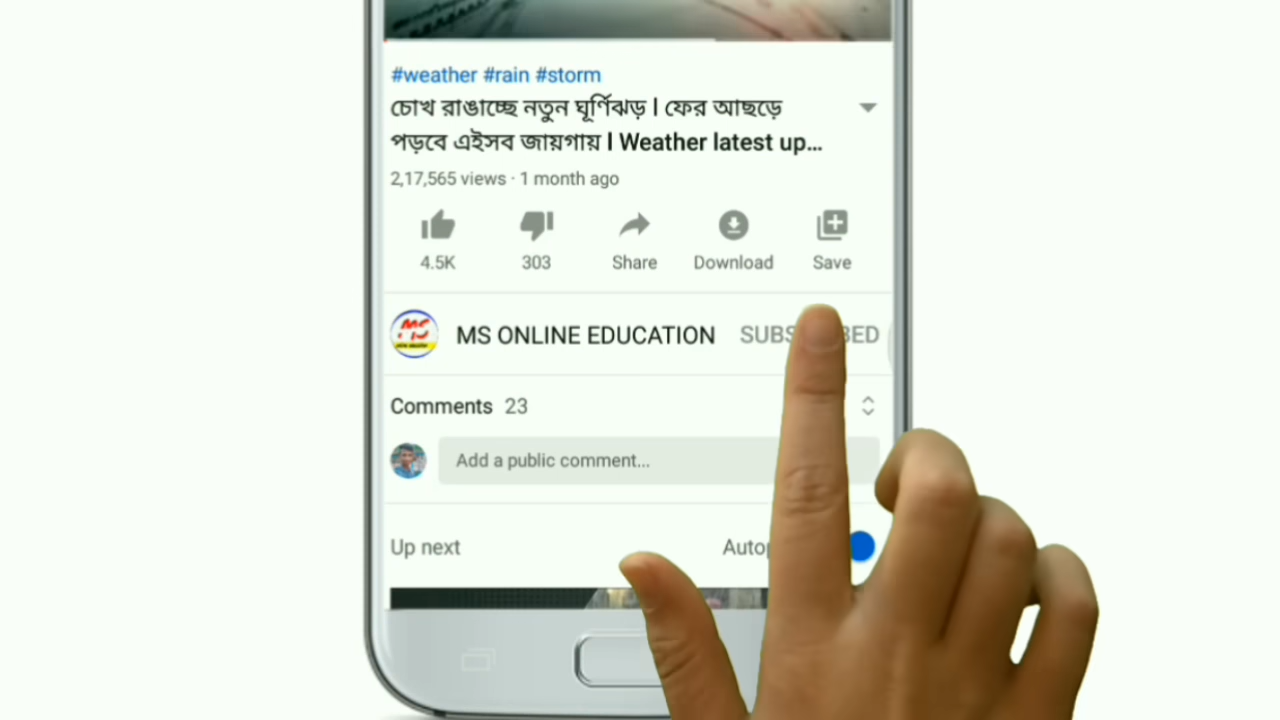 #weather #rain #storm
চোখ রাঙাচ্ছে নতুন ঘূর্ণিঝড় l ফের আছড়ে
পড়বে এইসব জায়গায় l Weather latest up...
2,17,565 views · 1 month ago
4.5K 303 Share Download Save
MS
MS ONLINE EDUCATION
Comments 23
Add a public comment...
Up next